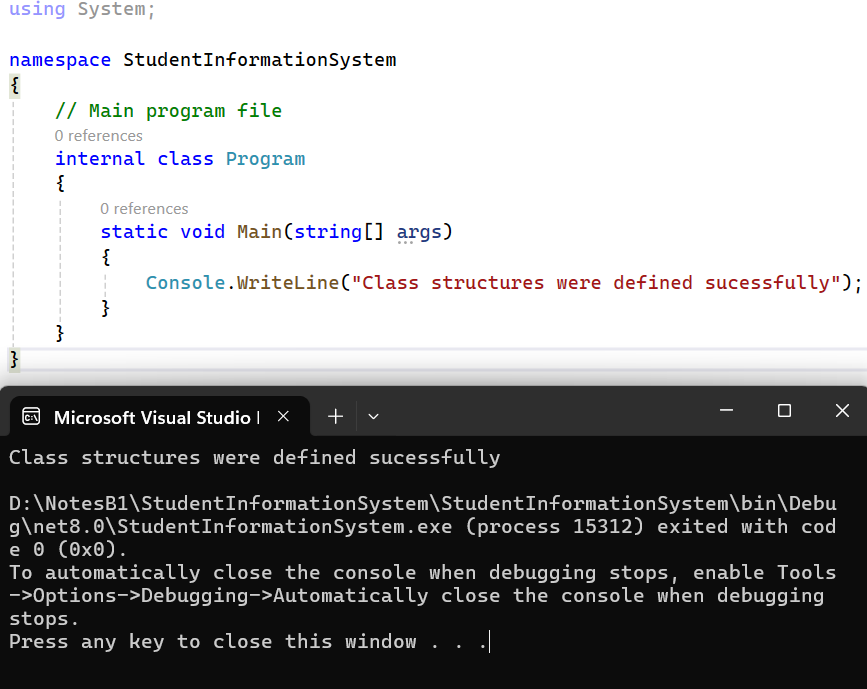 using System;
namespace StudentInformationSystem
{
// Main program file
0 references
internal class Program
{
0 references
static void Main(string[] args)
{
Console.WriteLine("Class structures were defined sucessfully");
}
}
}
Microsoft Visual Studio
Class structures were defined sucessfully
D:\NotesB1\StudentInformationSystem\StudentInformationSystem\bin\Debu
g\net8.0\StudentInformationSystem.exe (process 15312) exited with cod
e 0 (0x0).
To automatically close the console when debugging stops, enable Tools
->Options->Debugging->Automatically close the console when debugging
stops.
Press any key to close this window . . .